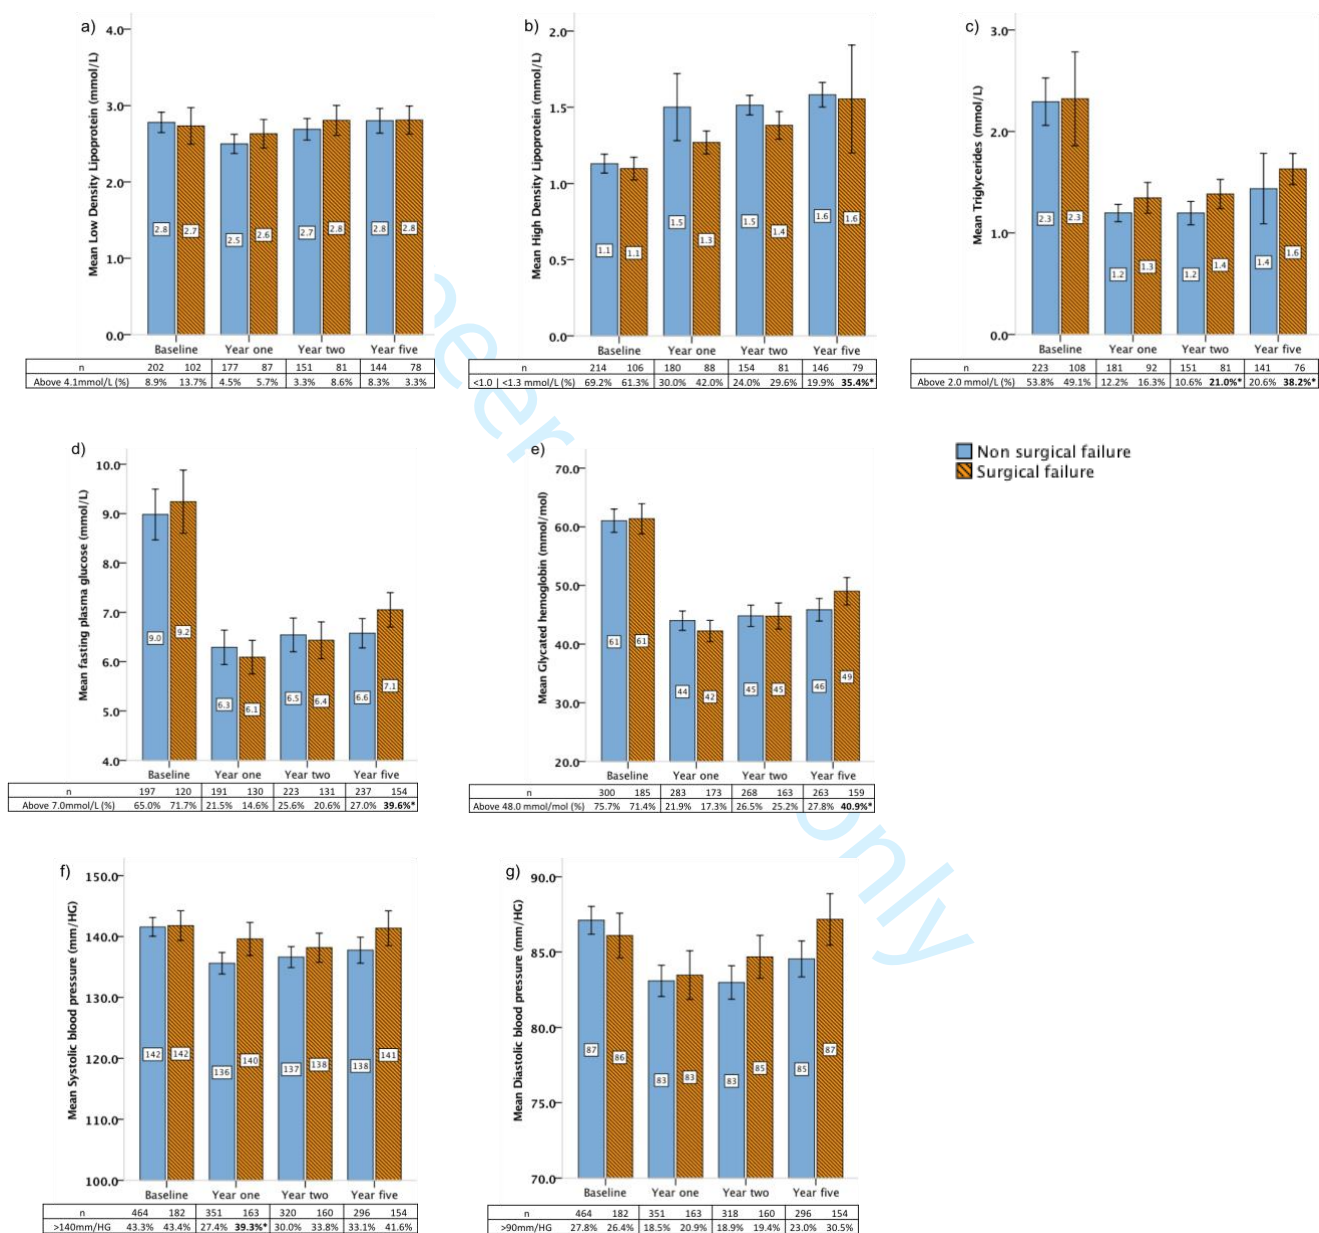 a)
4.0
3.0
2.0
1.0
0.0
Mean Low Density Lipoprotein (mmol/L)
2.8 2.7 2.5 2.6 2.7 2.8 2.8 2.8
Baseline Year one Year two Year five
n 202 102 177 87 151 81 144 78
Above 4.1mmol/L (%) 8.9% 13.7% 4.5% 5.7% 3.3% 8.6% 8.3% 3.3%
b)
2.0
1.5
1.0
0.5
0.0
Mean High Density Lipoprotein (mmol/L)
1.1 1.1 1.5 1.3 1.5 1.4 1.6 1.6
Baseline Year one Year two Year five
n 214 106 180 88 154 81 146 79
<1.0 | <1.3 mmol/L (%) 69.2% 61.3% 30.0% 42.0% 24.0% 29.6% 19.9% 35.4%*
c)
3.0
2.0
1.0
0.0
Mean Triglycerides (mmol/L)
2.3 2.3 1.2 1.3 1.2 1.4 1.4 1.6
Baseline Year one Year two Year five
n 223 108 181 92 151 81 141 76
Above 2.0 mmol/L (%) 53.8% 49.1% 12.2% 16.3% 10.6% 21.0%* 20.6% 38.2%*
d)
10.0
9.0
8.0
7.0
6.0
5.0
4.0
Mean fasting plasma glucose (mmol/L)
9.0 9.2 6.3 6.1 6.5 6.4 6.6 7.1
Baseline Year one Year two Year five
n 197 120 191 130 223 131 237 154
Above 7.0mmol/L (%) 65.0% 71.7% 21.5% 14.6% 25.6% 20.6% 27.0% 39.6%*
e)
70.0
60.0
50.0
40.0
30.0
20.0
Mean Glycated hemoglobin (mmol/mol)
61 61 44 42 45 45 46 49
Baseline Year one Year two Year five
n 300 185 283 173 268 163 263 159
Above 48.0 mmol/mol (%) 75.7% 71.4% 21.9% 17.3% 26.5% 25.2% 27.8% 40.9%*
Non surgical failure
Surgical failure
f)
150.0
140.0
130.0
120.0
110.0
100.0
Mean Systolic blood pressure (mm/HG)
142 142 136 140 137 138 138 141
Baseline Year one Year two Year five
n 464 182 351 163 320 160 296 154
>140mm/HG 43.3% 43.4% 27.4% 39.3%* 30.0% 33.8% 33.1% 41.6%
g)
90.0
85.0
80.0
75.0
70.0
Mean Diastolic blood pressure (mm/HG)
87 86 83 83 83 85 85 87
Baseline Year one Year two Year five
n 464 182 351 163 318 160 296 154
>90mm/HG 27.8% 26.4% 18.5% 20.9% 18.9% 19.4% 23.0% 30.5%
eer
only